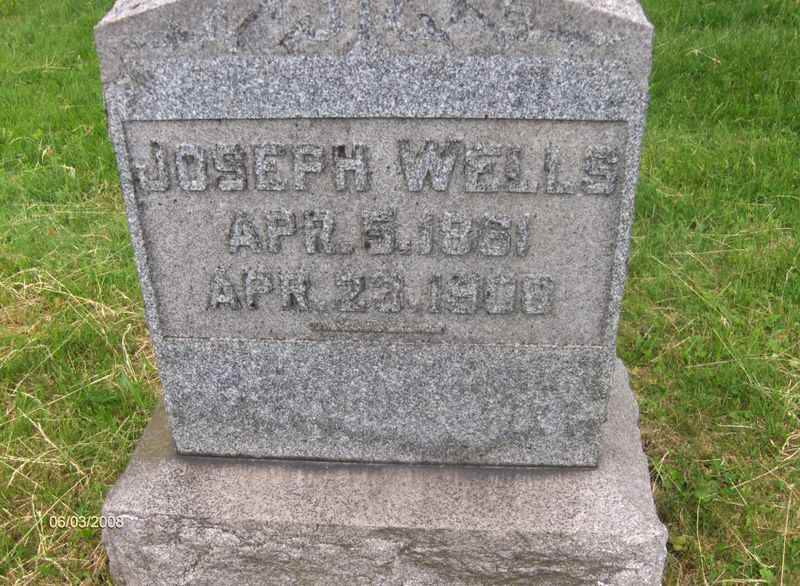 JOSEPH WELLS
APR. 5. 1861
APR. 23. 1908
06/03/2008